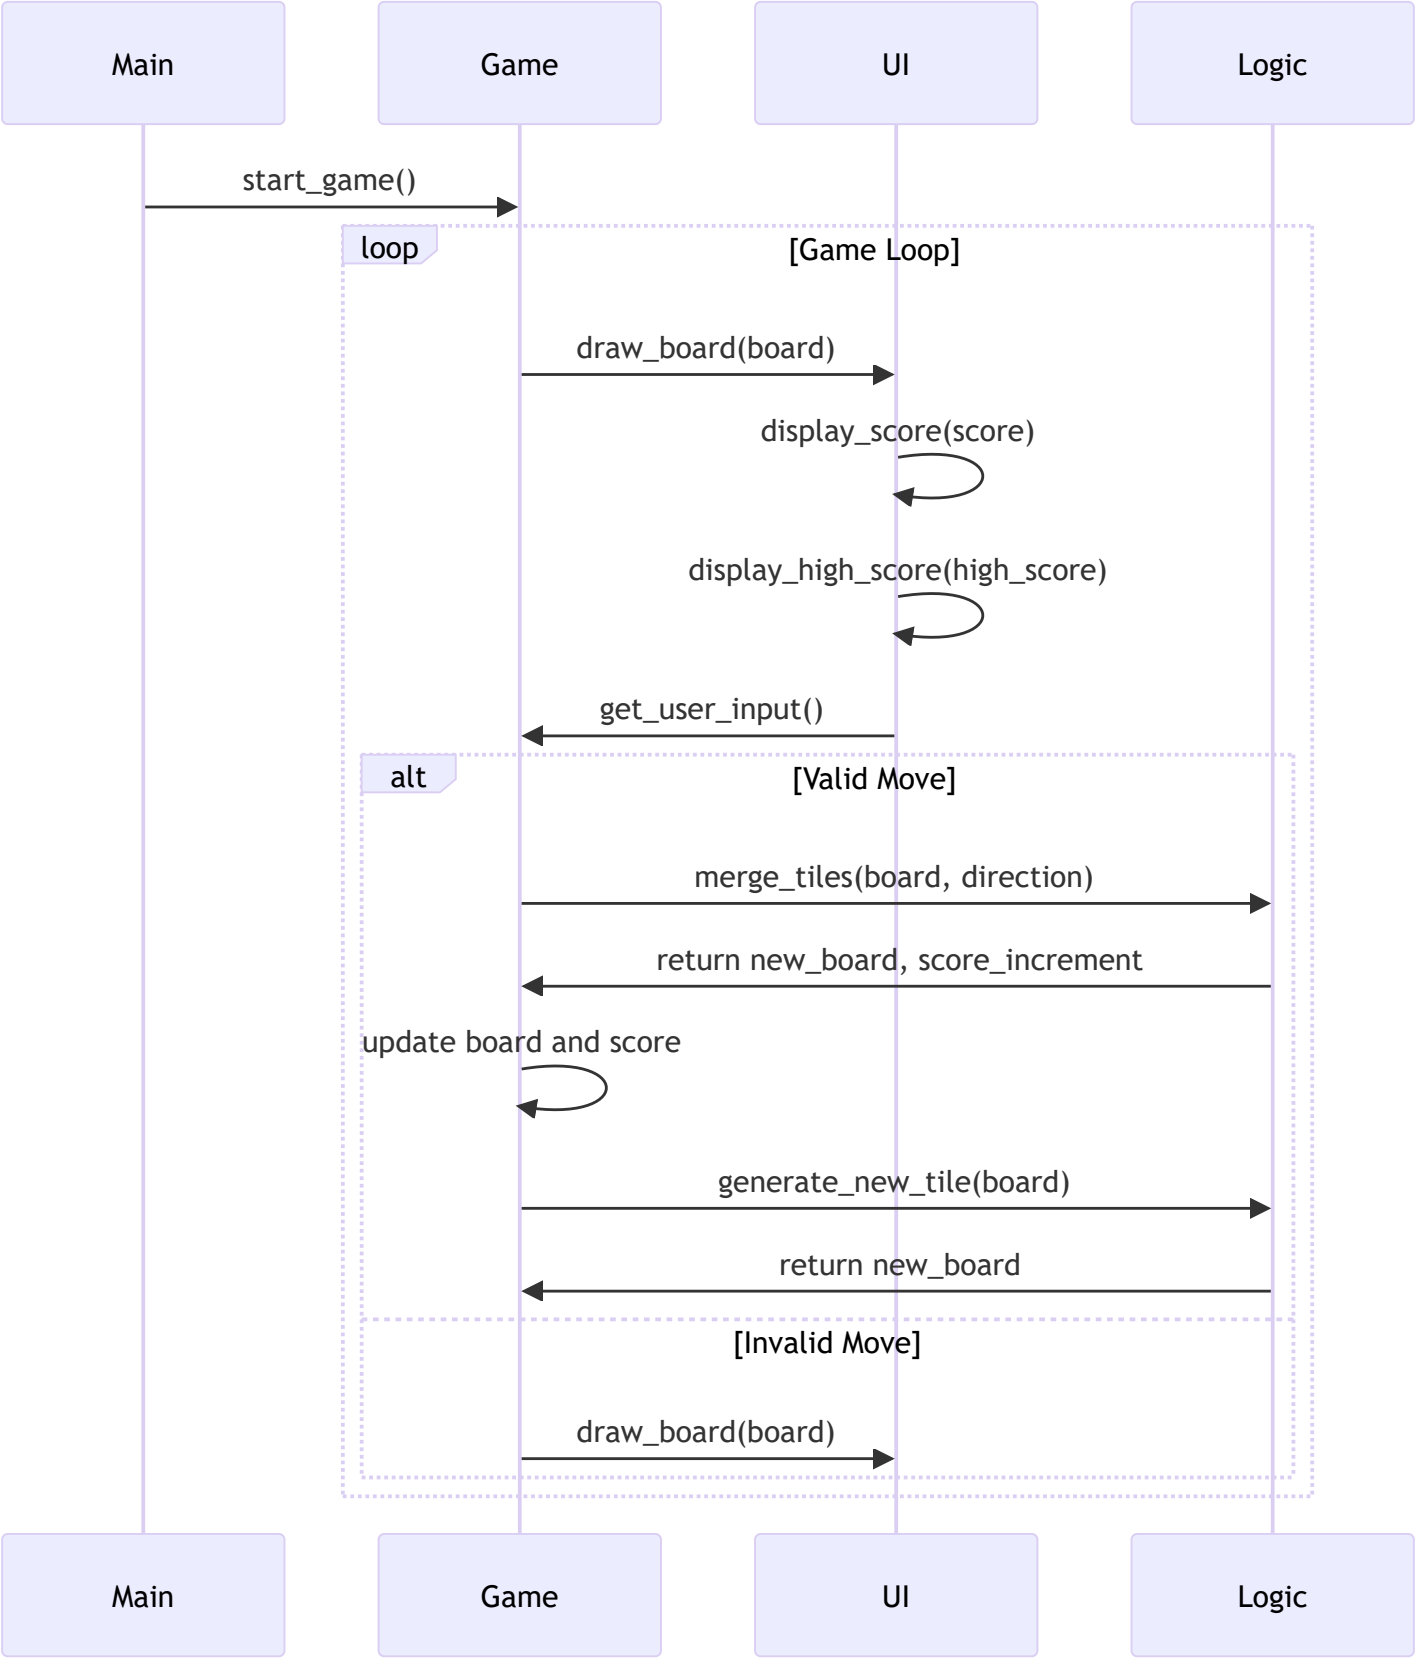 Main
Game
UI
Logic
start_game()
loop
[Game Loop]
draw_board(board)
display_score(score)
display_high_score(high_score)
get_user_input()
alt
[Valid Move]
merge_tiles(board, direction)
return new_board, score_increment
update board and score
generate_new_tile(board)
return new_board
[Invalid Move]
draw_board(board)
Main
Game
UI
Logic